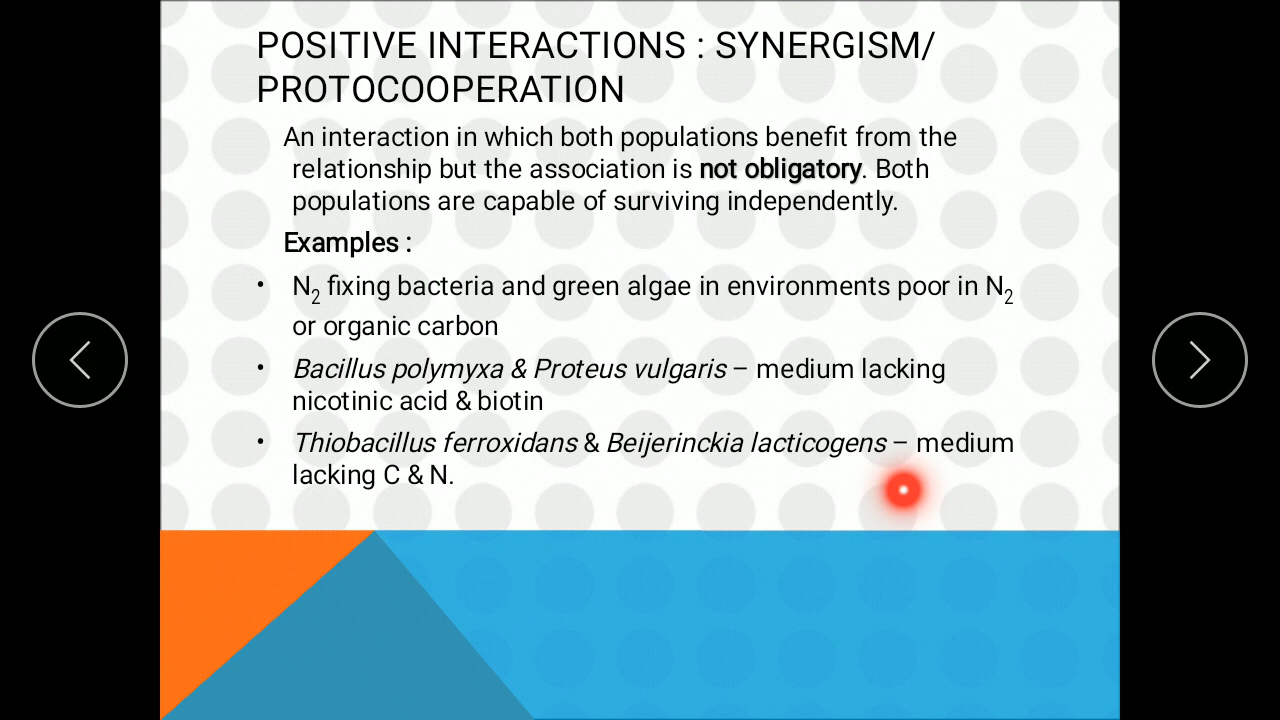 POSITIVE INTERACTIONS : SYNERGISM/
PROTOCOOPERATION
An interaction in which both populations benefit from the
relationship but the association is not obligatory. Both
populations are capable of surviving independently.
Examples :
• N₂ fixing bacteria and green algae in environments poor in N₂
or organic carbon
• Bacillus polymyxa & Proteus vulgaris – medium lacking
nicotinic acid & biotin
• Thiobacillus ferroxidans & Beijerinckia lacticogens – medium
lacking C & N.